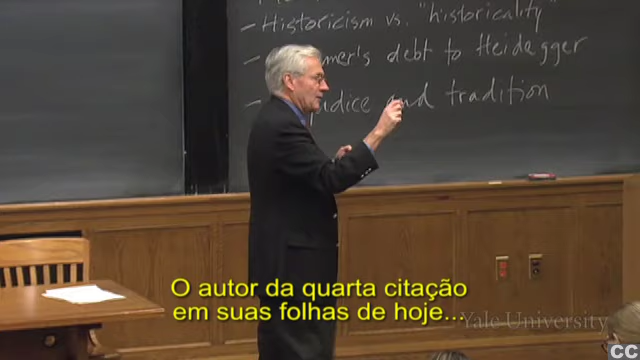 – Historicism vs. "historicality"
mer's debt to Heidegger
and tradition
O autor da quarta citação
em suas folhas de hoje...
Yale University
CC